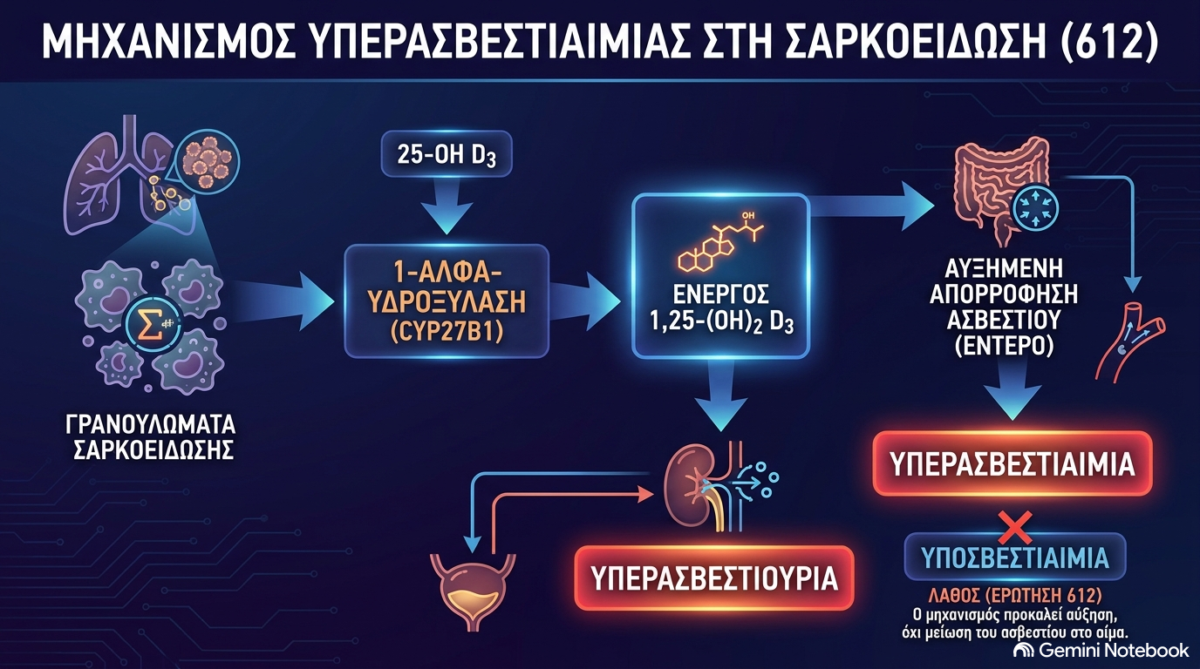 ΜΗΧΑΝΙΣΜΟΣ ΥΠΕΡΑΣΒΕΣΤΙΑΙΜΙΑΣ ΣΤΗ ΣΑΡΚΟΕΙΔΩΣΗ (612)
25-OH D₃
1-ΑΛΦΑ-
ΥΔΡΟΞΥΛΑΣΗ
(CYP27B1)
Σ
ΓΡΑΝΟΥΛΩΜΑΤΑ
ΣΑΡΚΟΕΙΔΩΣΗΣ
OH
ΕΝΕΡΓΟΣ
1,25-(OH)₂ D₃
ΑΥΞΗΜΕΝΗ
ΑΠΟΡΡΟΦΗΣΗ
ΑΣΒΕΣΤΙΟΥ
(ΕΝΤΕΡΟ)
ΥΠΕΡΑΣΒΕΣΤΙΑΙΜΙΑ
ΥΠΕΡΑΣΒΕΣΤΙΟΥΡΙΑ
ΥΠΟΣΒΕΣΤΙΑΙΜΙΑ
ΛΑΘΟΣ (ΕΡΩΤΗΣΗ 612)
Ο μηχανισμός προκαλεί αύξηση,
όχι μείωση του ασβεστίου στο αίμα.
Gemini Notebook